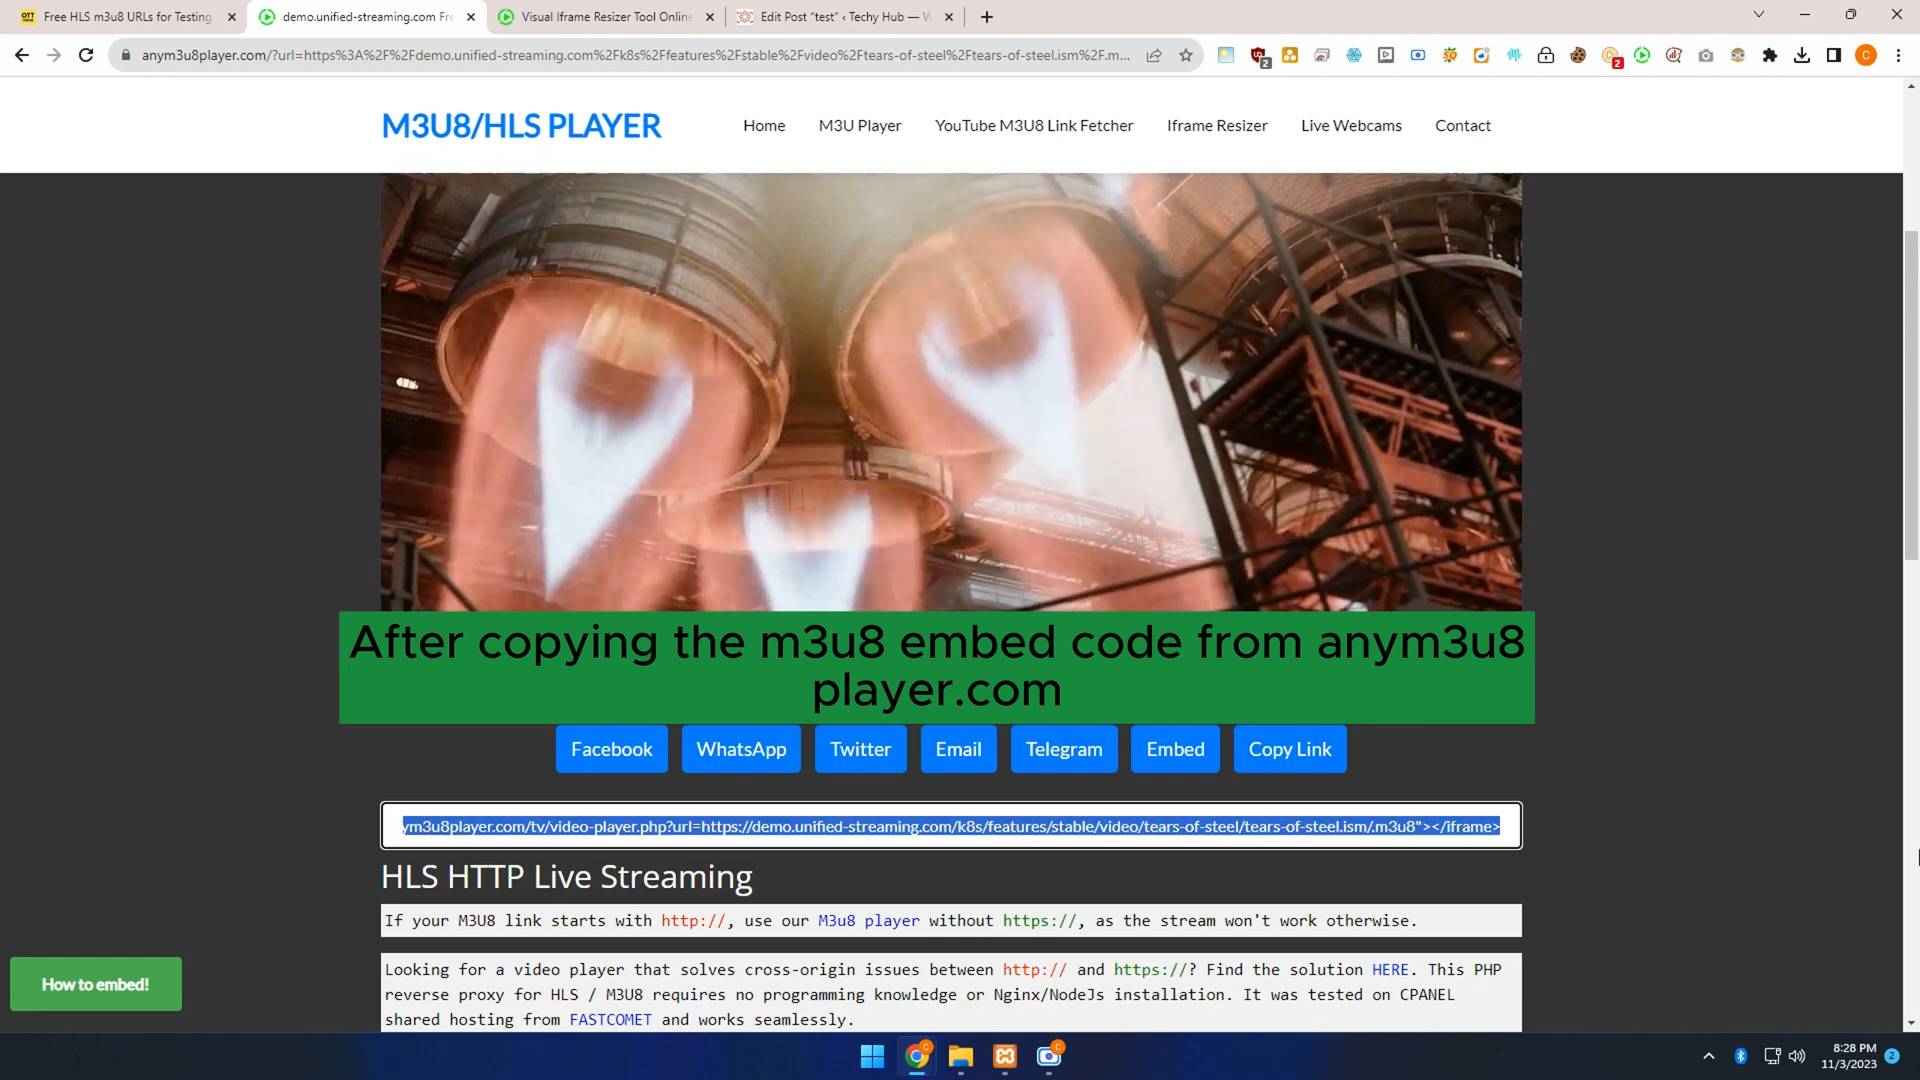 Free HLS m3u8 URLs for Testing
demo.unified-streaming.com Fre
Visual Iframe Resizer Tool Online
Edit Post “test” ‹ Techy Hub — W
anym3u8player.com/?url=https%3A%2F%2Fdemo.unified-streaming.com%2Fk8s%2Ffeatures%2Fstable%2Fvideo%2Ftears-of-steel%2Ftears-of-steel.ism%2F.m...
2
2
C
M3U8/HLS PLAYER
Home
M3U Player
YouTube M3U8 Link Fetcher
Iframe Resizer
Live Webcams
Contact
After copying the m3u8 embed code from anym3u8
player.com
Facebook
WhatsApp
Twitter
Email
Telegram
Embed
Copy Link
ym3u8player.com/tv/video-player.php?url=https://demo.unified-streaming.com/k8s/features/stable/video/tears-of-steel/tears-of-steel.ism/.m3u8"></iframe>
HLS HTTP Live Streaming
If your M3U8 link starts with http://, use our M3u8 player without https://, as the stream won't work otherwise.
Looking for a video player that solves cross-origin issues between http:// and https://? Find the solution HERE. This PHP
reverse proxy for HLS / M3U8 requires no programming knowledge or Nginx/NodeJs installation. It was tested on CPANEL
shared hosting from FASTCOMET and works seamlessly.
How to embed!
8:28 PM
11/3/2023
2